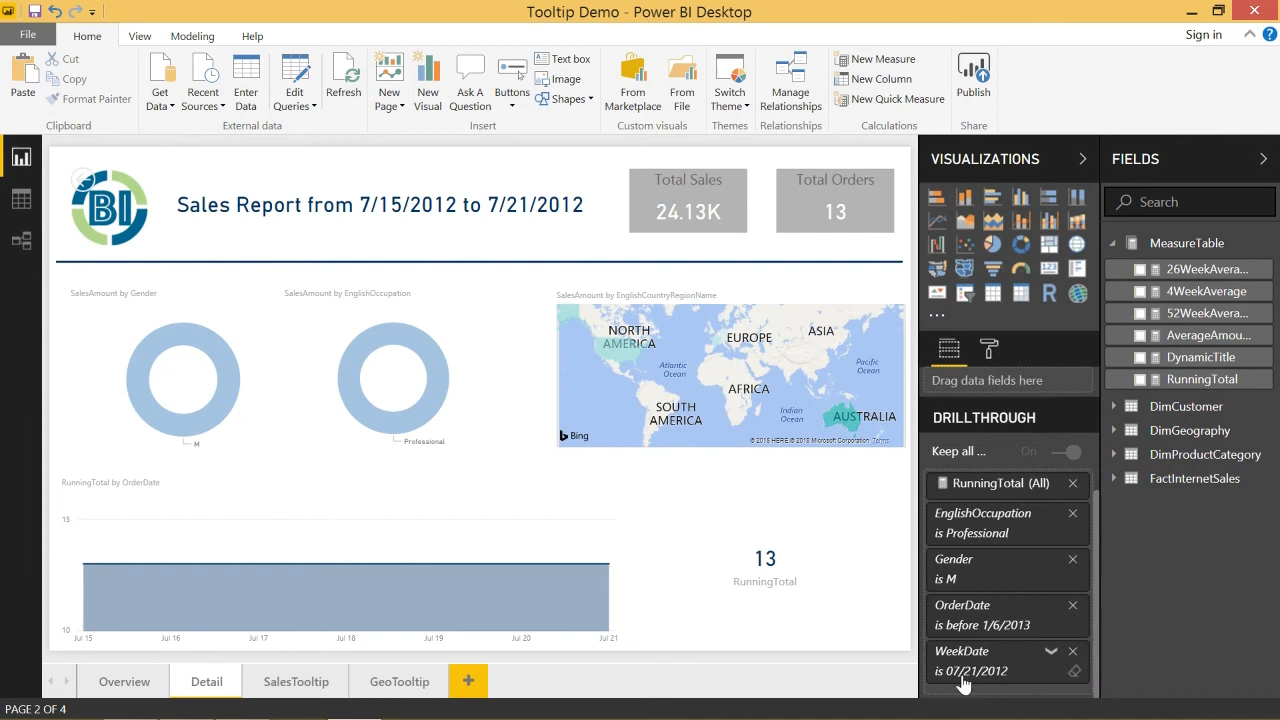 Tooltip Demo - Power BI Desktop
File
Home
View
Modeling
Help
Sign in
Paste
Cut
Copy
Format Painter
Get Data
Recent Sources
Enter Data
Edit Queries
Refresh
New Page
New Visual
Ask A Question
Buttons
Text box
Image
Shapes
From Marketplace
From File
Switch Theme
Manage Relationships
New Measure
New Column
New Quick Measure
Publish
Clipboard
External data
Insert
Custom visuals
Themes
Relationships
Calculations
Share
BI
Sales Report from 7/15/2012 to 7/21/2012
Total Sales
24.13K
Total Orders
13
SalesAmount by Gender
M
SalesAmount by EnglishOccupation
Professional
SalesAmount by EnglishCountryRegionName
NORTH AMERICA
EUROPE
ASIA
Pacific Ocean
Atlantic Ocean
AFRICA
SOUTH AMERICA
Indian Ocean
AUSTRALIA
Bing
© 2018 HERE © 2018 Microsoft Corporation Terms
RunningTotal by OrderDate
15
10
Jul 15
Jul 16
Jul 17
Jul 18
Jul 19
Jul 20
Jul 21
13
RunningTotal
VISUALIZATIONS
123
R
Drag data fields here
DRILLTHROUGH
Keep all ...
On
RunningTotal (All)
EnglishOccupation
is Professional
Gender
is M
OrderDate
is before 1/6/2013
WeekDate
is 07/21/2012
FIELDS
Search
MeasureTable
26WeekAvera...
4WeekAverage
52WeekAvera...
AverageAmou...
DynamicTitle
RunningTotal
DimCustomer
DimGeography
DimProductCategory
FactInternetSales
Overview
Detail
SalesTooltip
GeoTooltip
PAGE 2 OF 4